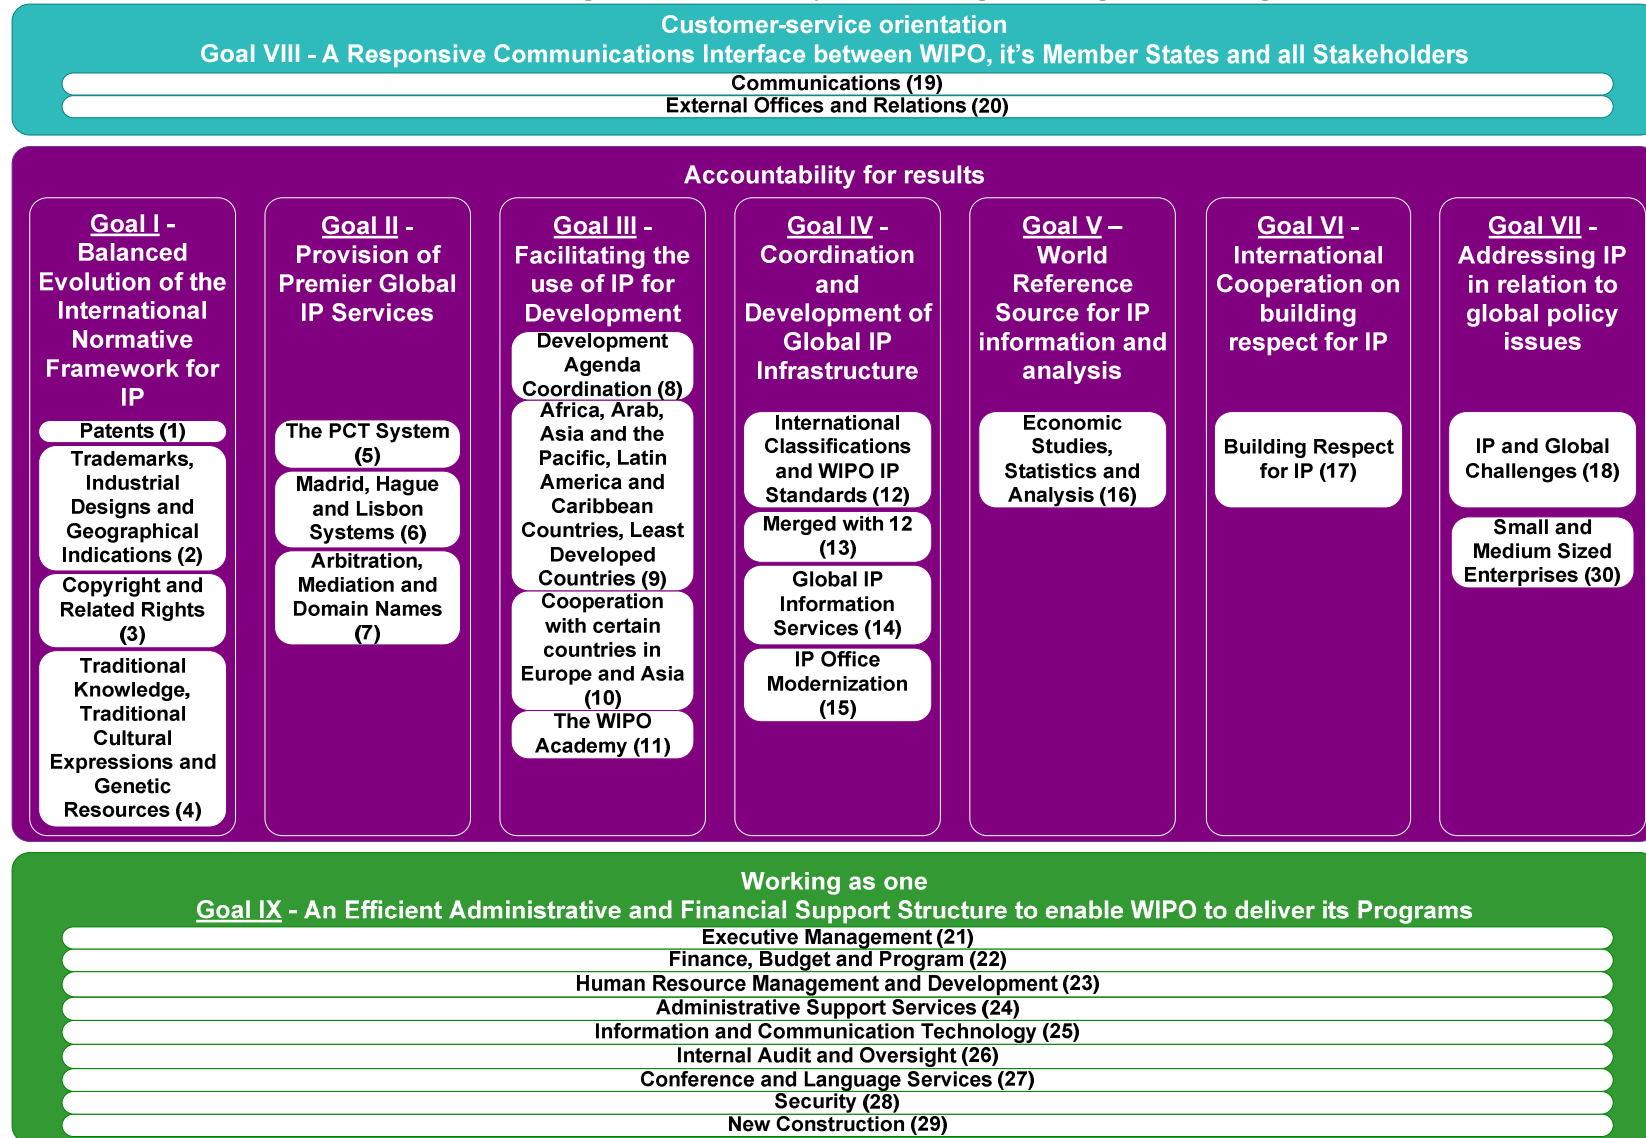 Customer-service orientation
Goal VIII - A Responsive Communications Interface between WIPO, it's Member States and all Stakeholders
Communications (19)
External Offices and Relations (20)
Accountability for results
Goal I -
Balanced
Evolution of the
International
Normative
Framework for
IP
Patents (1)
Trademarks,
Industrial
Designs and
Geographical
Indications (2)
Copyright and
Related Rights
(3)
Traditional
Knowledge,
Traditional
Cultural
Expressions and
Genetic
Resources (4)
Goal II -
Provision of
Premier Global
IP Services
The PCT System
(5)
Madrid, Hague
and Lisbon
Systems (6)
Arbitration,
Mediation and
Domain Names
(7)
Goal III -
Facilitating the
use of IP for
Development
Development
Agenda
Coordination (8)
Africa, Arab,
Asia and the
Pacific, Latin
America and
Caribbean
Countries, Least
Developed
Countries (9)
Cooperation
with certain
countries in
Europe and Asia
(10)
The WIPO
Academy (11)
Goal IV -
Coordination
and
Development of
Global IP
Infrastructure
International
Classifications
and WIPO IP
Standards (12)
Merged with 12
(13)
Global IP
Information
Services (14)
IP Office
Modernization
(15)
Goal V –
World
Reference
Source for IP
information and
analysis
Economic
Studies,
Statistics and
Analysis (16)
Goal VI -
International
Cooperation on
building
respect for IP
Building Respect
for IP (17)
Goal VII -
Addressing IP
in relation to
global policy
issues
IP and Global
Challenges (18)
Small and
Medium Sized
Enterprises (30)
Working as one
Goal IX - An Efficient Administrative and Financial Support Structure to enable WIPO to deliver its Programs
Executive Management (21)
Finance, Budget and Program (22)
Human Resource Management and Development (23)
Administrative Support Services (24)
Information and Communication Technology (25)
Internal Audit and Oversight (26)
Conference and Language Services (27)
Security (28)
New Construction (29)